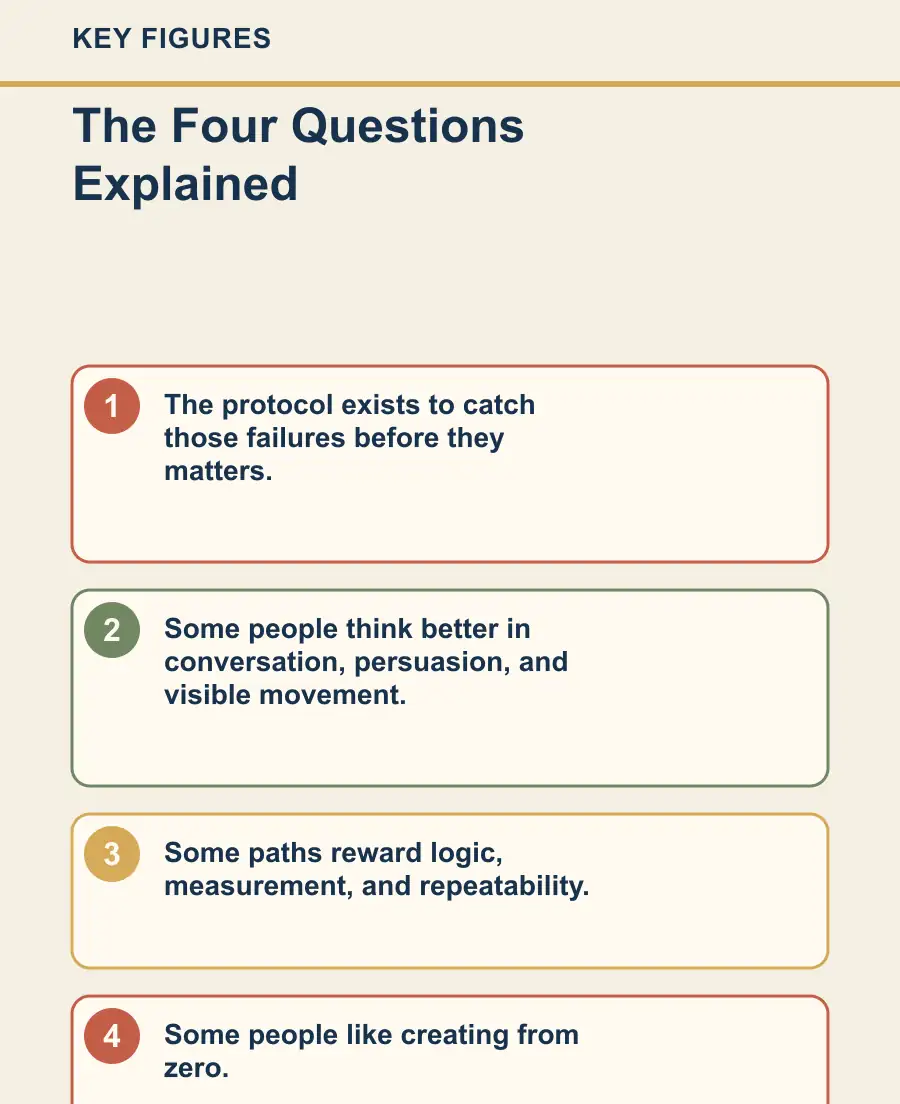 KEY FIGURES
The Four Questions
Explained
1
The protocol exists to catch
those failures before they
matters.
2
Some people think better in
conversation, persuasion, and
visible movement.
3
Some paths reward logic,
measurement, and repeatability.
4
Some people like creating from
zero.